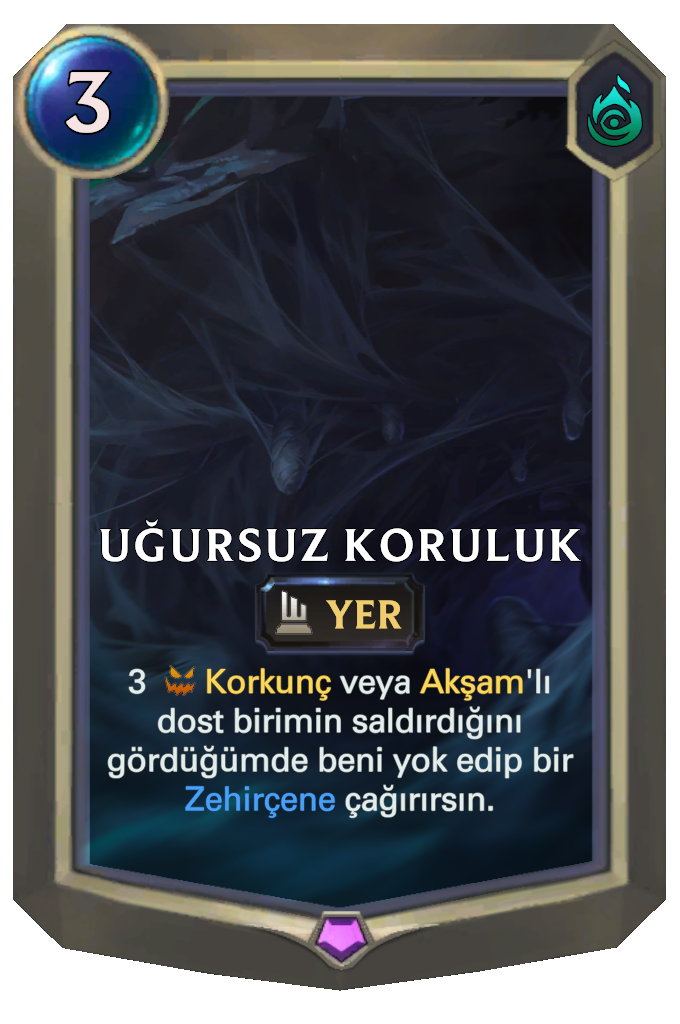 3
UĞURSUZ KORULUK
YER
3 Korkunç veya Akşam'lı
dost birimin saldırdığını
gördüğümde beni yok edip bir
Zehirçene çağırırsın.